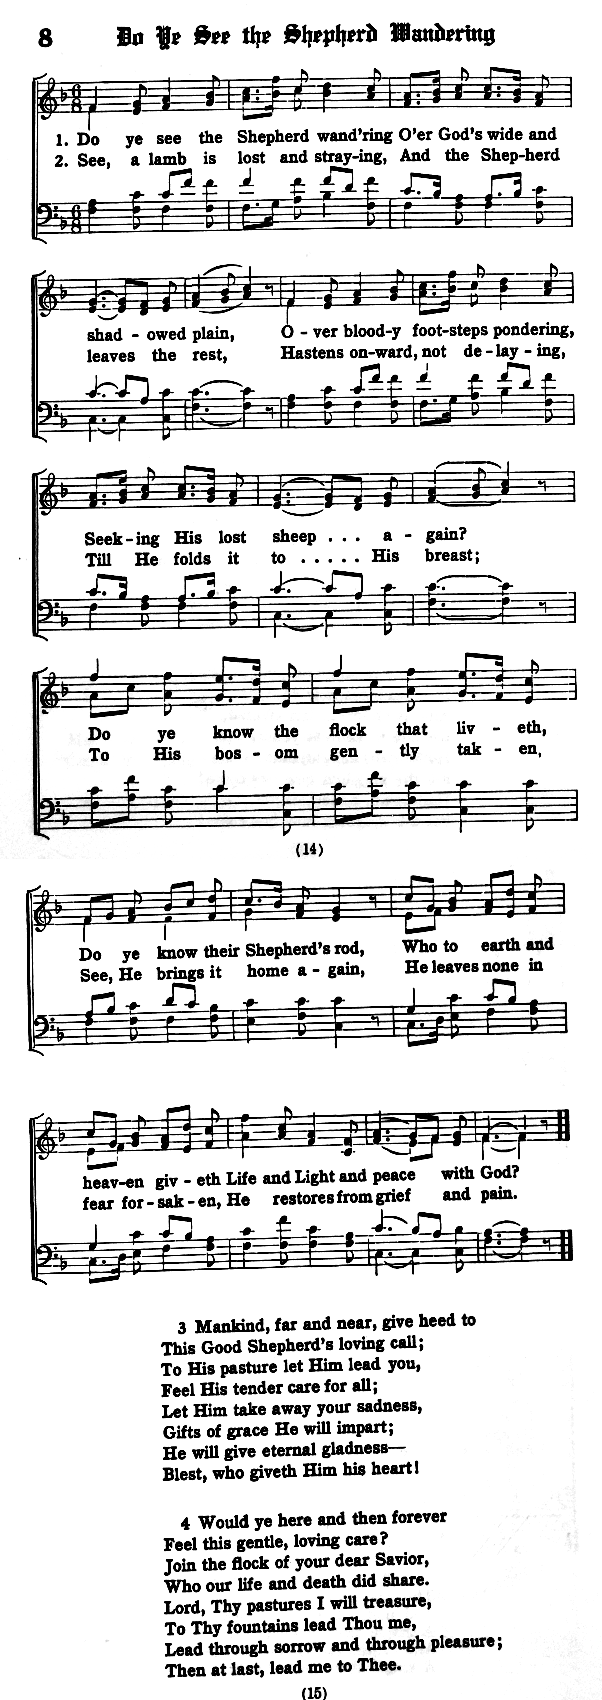 8 Do Ye See the Shepherd Wandering
1. Do ye see the Shepherd wand'ring O'er God's wide and
2. See, a lamb is lost and stray-ing, And the Shep-herd
shad - owed plain, O - ver blood-y foot-steps pondering,
leaves the rest, Hastens on-ward, not de - lay - ing,
Seek-ing His lost sheep . . . a - gain?
Till He folds it to . . . . . His breast;
Do ye know the flock that liv - eth,
To His bos - om gen - tly tak - en,
(14)
Do ye know their Shepherd's rod, Who to earth and
See, He brings it home a - gain, He leaves none in
heav-en giv - eth Life and Light and peace with God?
fear for-sak-en, He restores from grief and pain.
3 Mankind, far and near, give heed to
This Good Shepherd's loving call;
To His pasture let Him lead you,
Feel His tender care for all;
Let Him take away your sadness,
Gifts of grace He will impart;
He will give eternal gladness—
Blest, who giveth Him his heart!
4 Would ye here and then forever
Feel this gentle, loving care?
Join the flock of your dear Savior,
Who our life and death did share.
Lord, Thy pastures I will treasure,
To Thy fountains lead Thou me,
Lead through sorrow and through pleasure;
Then at last, lead me to Thee.
(15)